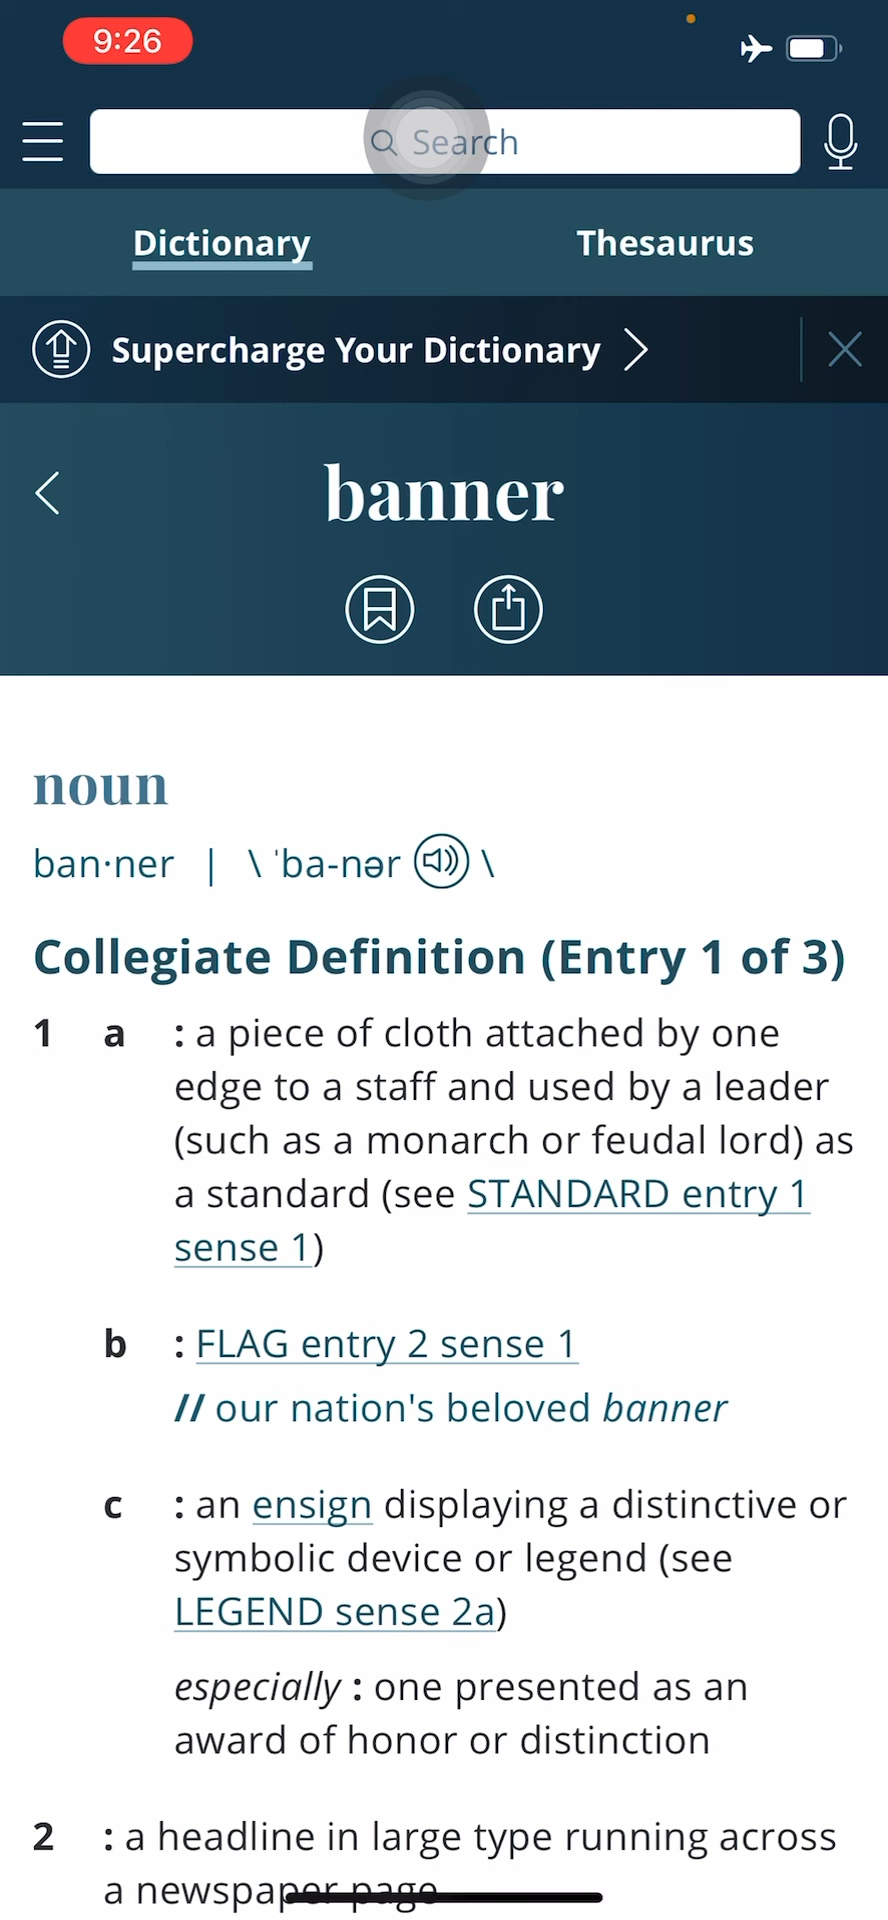 9:26
Search
Dictionary Thesaurus
Supercharge Your Dictionary
banner
noun
ban·ner | \ ˈba-nər \
Collegiate Definition (Entry 1 of 3)
1 a : a piece of cloth attached by one
edge to a staff and used by a leader
(such as a monarch or feudal lord) as
a standard (see STANDARD entry 1
sense 1)
b : FLAG entry 2 sense 1
// our nation's beloved banner
c : an ensign displaying a distinctive or
symbolic device or legend (see
LEGEND sense 2a)
especially : one presented as an
award of honor or distinction
2 : a headline in large type running across
a newspaper page